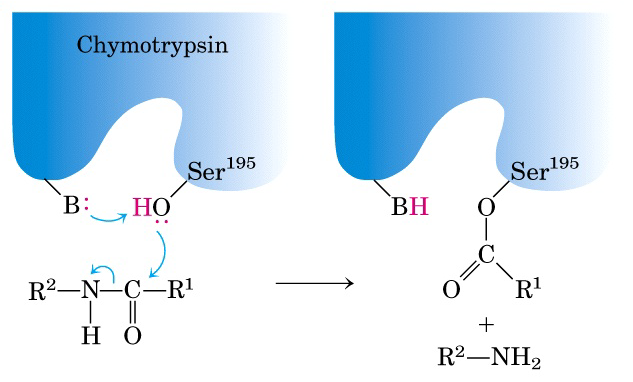 Chymotrypsin
Ser195
B:
HO
R2—N—C—R1
H
O
Ser195
BH
O
C
O
R1
+
R2—NH2